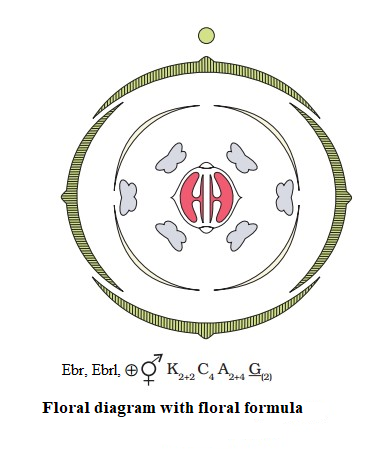 Ebr, Ebrl, ⊕ ⚥ K₂₊₂ C₄ A₂₊₄ G̲₍₂₎
Floral diagram with floral formula